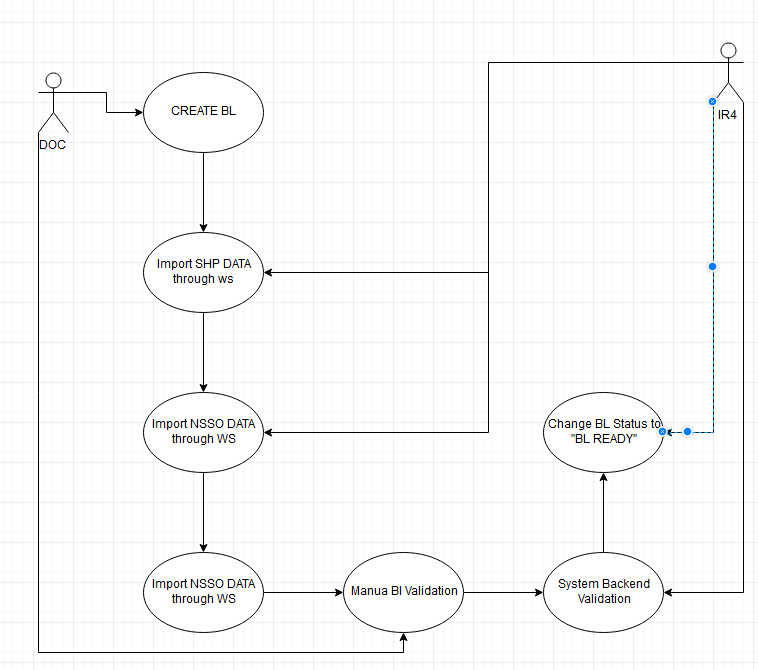 CREATE BL
IR4
DOC
Import SHP DATA
through ws
Import NSSO DATA
through WS
Change BL Status to
"BL READY"
Import NSSO DATA
through WS
Manua BI Validation
System Backend
Validation